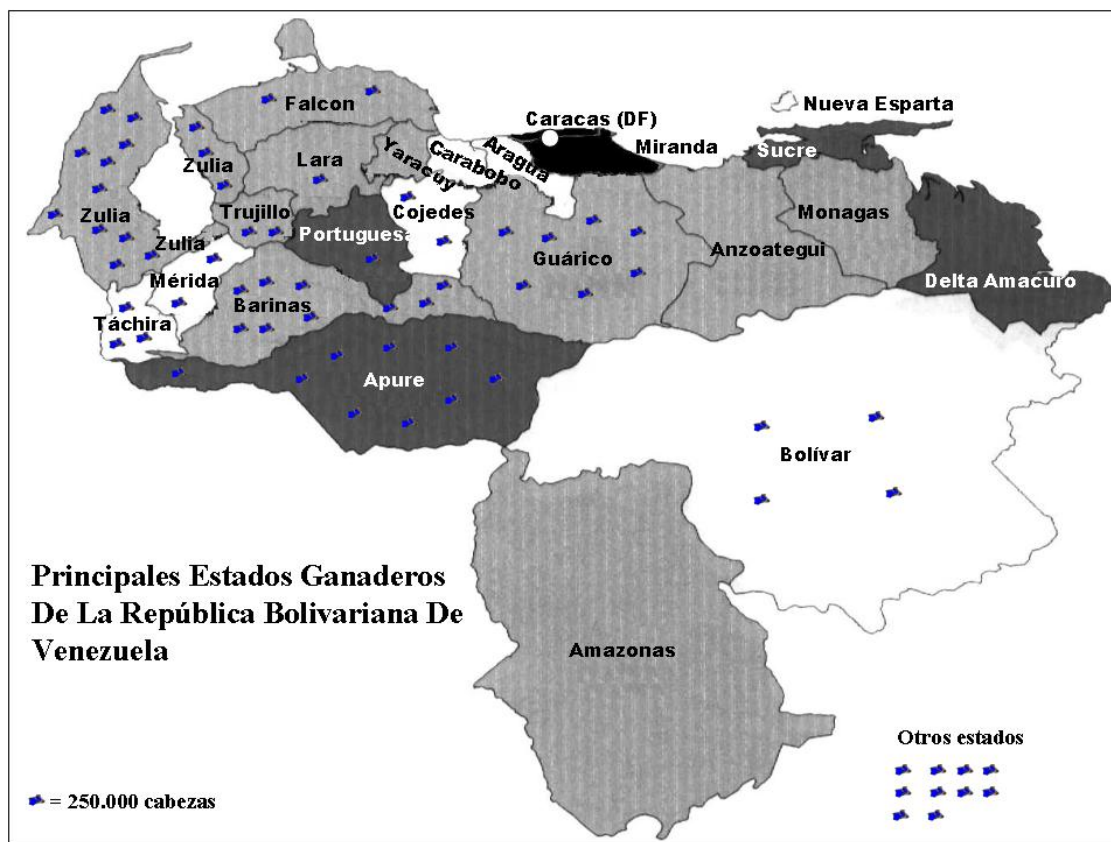 Falcon
Nueva Esparta
Caracas (DF)
Miranda
Sucre
Zulia
Lara
Yaracuy
Carabobo
Aragua
Zulia
Trujillo
Cojedes
Portuguesa
Zulia
Guárico
Anzoategui
Monagas
Mérida
Delta Amacuro
Barinas
Táchira
Apure
Bolívar
Principales Estados Ganaderos
De La República Bolivariana De
Venezuela
Amazonas
Otros estados
= 250.000 cabezas